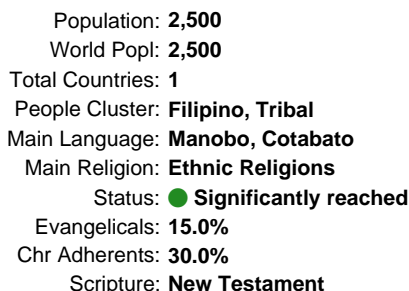 Population: 2,500
World Popl: 2,500
Total Countries: 1
People Cluster: Filipino, Tribal
Main Language: Manobo, Cotabato
Main Religion: Ethnic Religions
Status: Significantly reached
Evangelicals: 15.0%
Chr Adherents: 30.0%
Scripture: New Testament